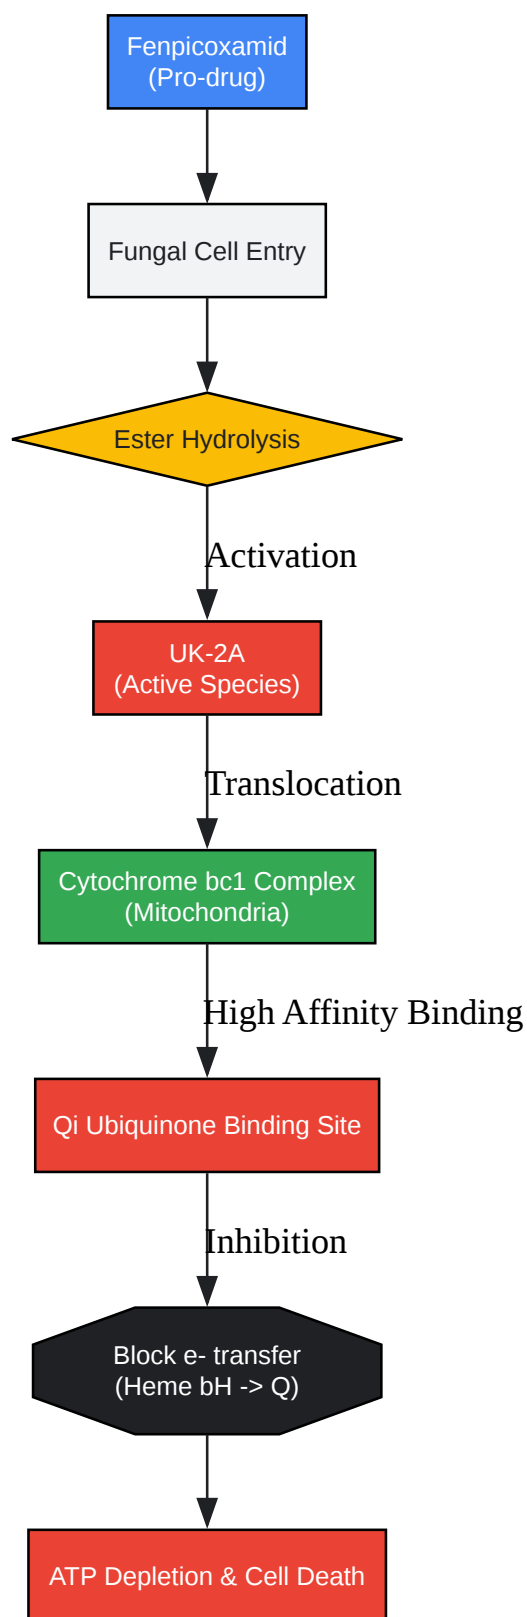 Fenpicoxamid
(Pro-drug)
Fungal Cell Entry
Ester Hydrolysis
Activation
UK-2A
(Active Species)
Translocation
Cytochrome bc1 Complex
(Mitochondria)
High Affinity Binding
Qi Ubiquinone Binding Site
Inhibition
Block e- transfer
(Heme bH -> Q)
ATP Depletion & Cell Death